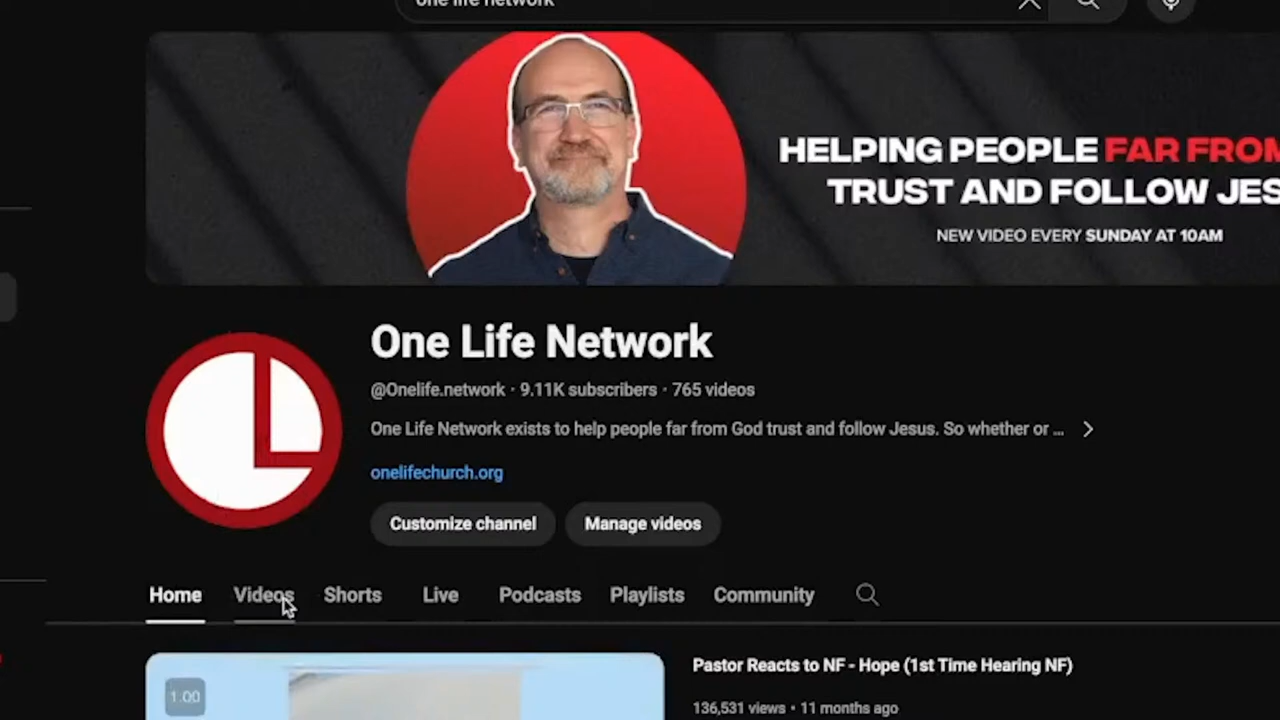 one life network
HELPING PEOPLE FAR FROM
TRUST AND FOLLOW JES
NEW VIDEO EVERY SUNDAY AT 10AM
One Life Network
@Onelife.network · 9.11K subscribers · 765 videos
One Life Network exists to help people far from God trust and follow Jesus. So whether or ...
onelifechurch.org
Customize channel Manage videos
Home Videos Shorts Live Podcasts Playlists Community
1.00
Pastor Reacts to NF - Hope (1st Time Hearing NF)
136,531 views • 11 months ago